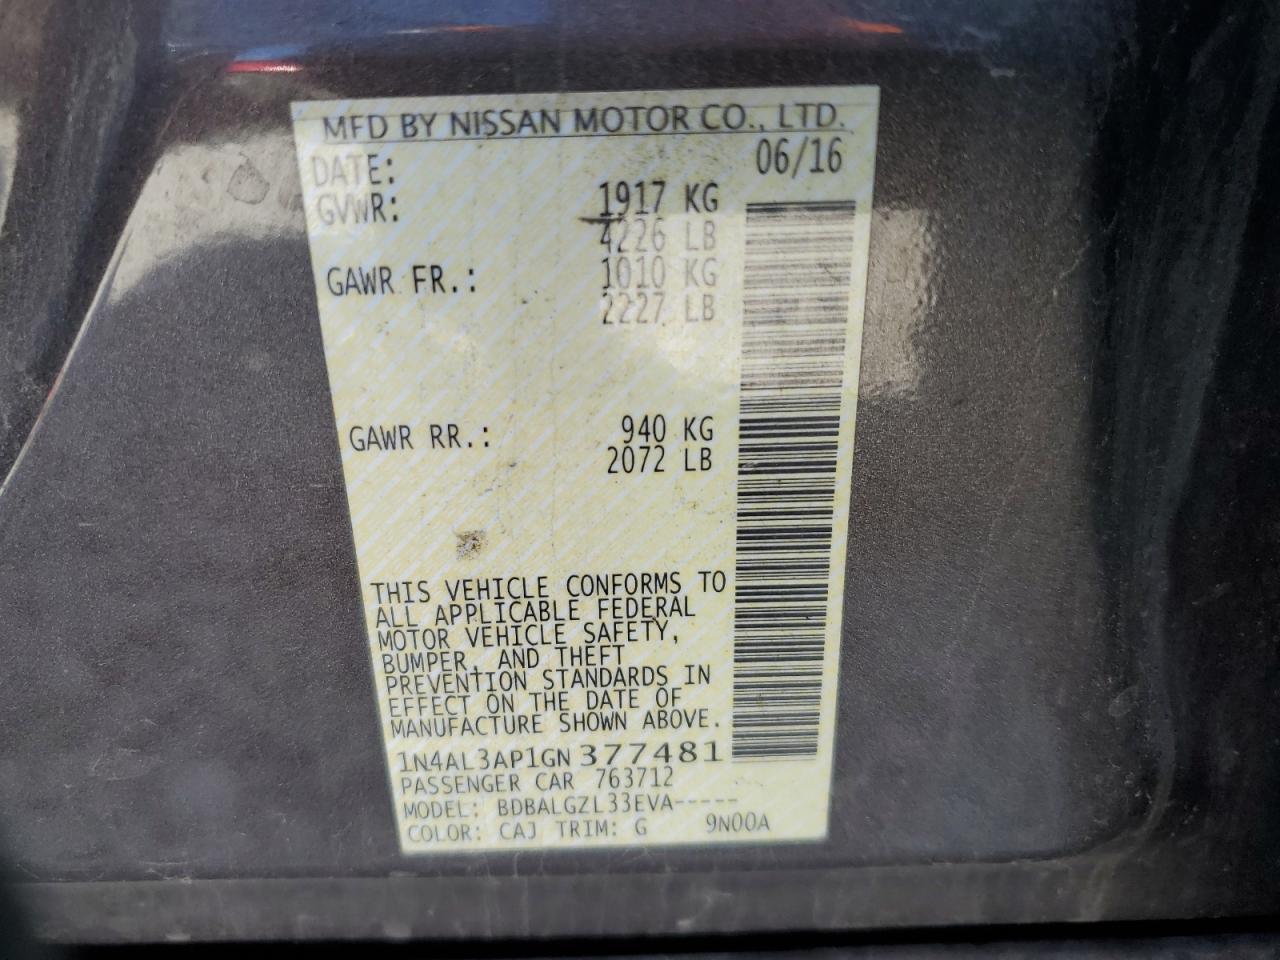 MFD BY NISSAN MOTOR CO., LTD.
DATE: 06/16
GVWR: 1917 KG
4226 LB
GAWR FR.: 1010 KG
2227 LB
GAWR RR.: 940 KG
2072 LB
THIS VEHICLE CONFORMS TO
ALL APPLICABLE FEDERAL
MOTOR VEHICLE SAFETY,
BUMPER, AND THEFT
PREVENTION STANDARDS IN
EFFECT ON THE DATE OF
MANUFACTURE SHOWN ABOVE.
1N4AL3AP1GN377481
PASSENGER CAR 763712
MODEL: BDBALGZL33EVA-----
COLOR: CAJ TRIM: G 9N00A